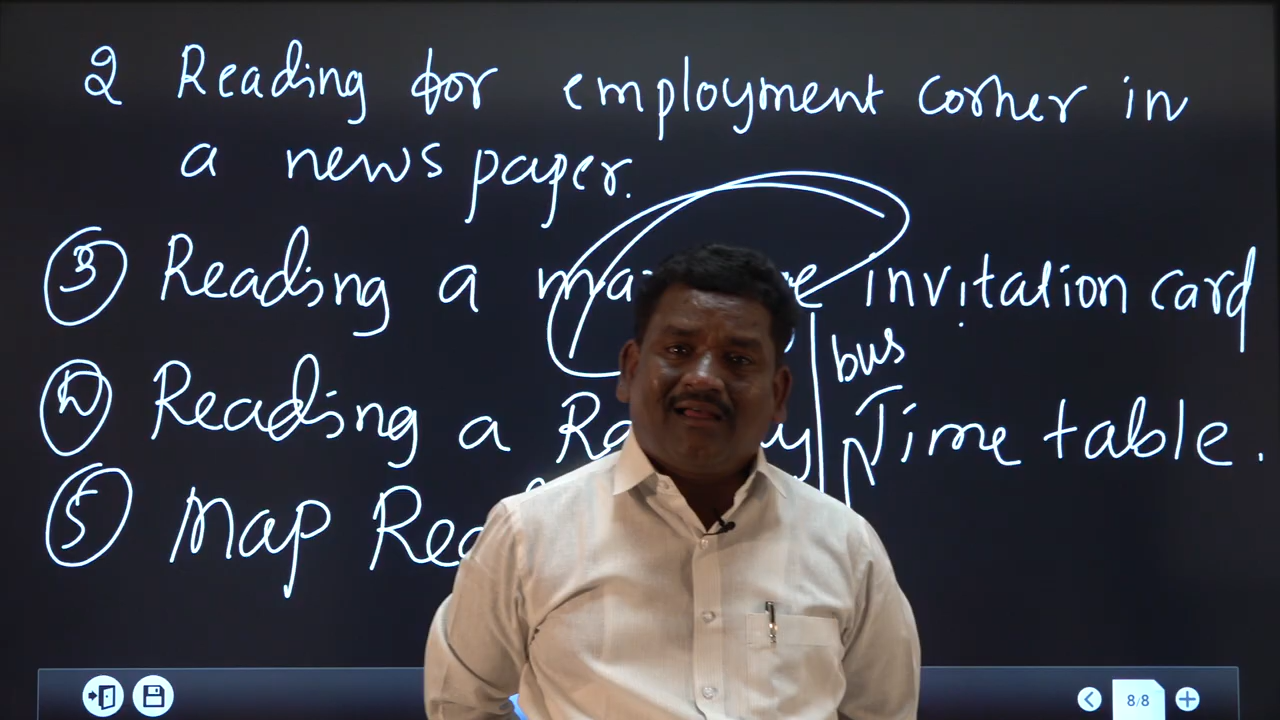 2 Reading for employment corner in
a news paper.
3 Reading a invitation card
bus
4 Reading a Time table.
5 Map
8/8